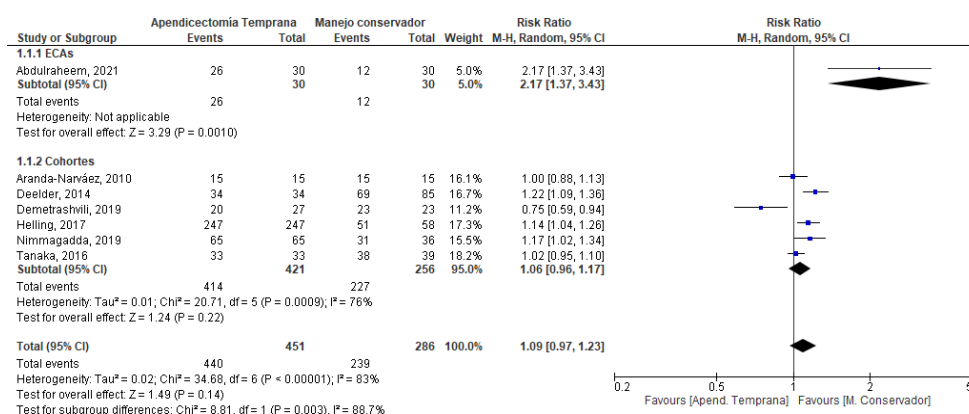 Apendicectomía Temprana Manejo conservador Risk Ratio Risk Ratio
Study or Subgroup Events Total Events Total Weight M-H, Random, 95% CI M-H, Random, 95% CI
1.1.1 ECAs
Abdulraheem, 2021 26 30 12 30 5.0% 2.17 [1.37, 3.43]
Subtotal (95% CI) 30 30 5.0% 2.17 [1.37, 3.43]
Total events 26 12
Heterogeneity: Not applicable
Test for overall effect: Z = 3.29 (P = 0.0010)
1.1.2 Cohortes
Aranda-Narváez, 2010 15 15 15 15 16.1% 1.00 [0.88, 1.13]
Deelder, 2014 34 34 69 85 16.7% 1.22 [1.09, 1.36]
Demetrashvili, 2019 20 27 23 23 11.2% 0.75 [0.59, 0.94]
Helling, 2017 247 247 51 58 17.3% 1.14 [1.04, 1.26]
Nimmagadda, 2019 65 65 31 36 15.5% 1.17 [1.02, 1.34]
Tanaka, 2016 33 33 38 39 18.2% 1.02 [0.95, 1.10]
Subtotal (95% CI) 421 256 95.0% 1.06 [0.96, 1.17]
Total events 414 227
Heterogeneity: Tau² = 0.01; Chi² = 20.71, df = 5 (P = 0.0009); I² = 76%
Test for overall effect: Z = 1.24 (P = 0.22)
Total (95% CI) 451 286 100.0% 1.09 [0.97, 1.23]
Total events 440 239
Heterogeneity: Tau² = 0.02; Chi² = 34.68, df = 6 (P < 0.00001); I² = 83%
Test for overall effect: Z = 1.49 (P = 0.14)
Test for subgroup differences: Chi² = 8.81, df = 1 (P = 0.003), I² = 88.7%
0.2 0.5 1 2 5
Favours [Apend. Temprana] Favours [M. Conservador]